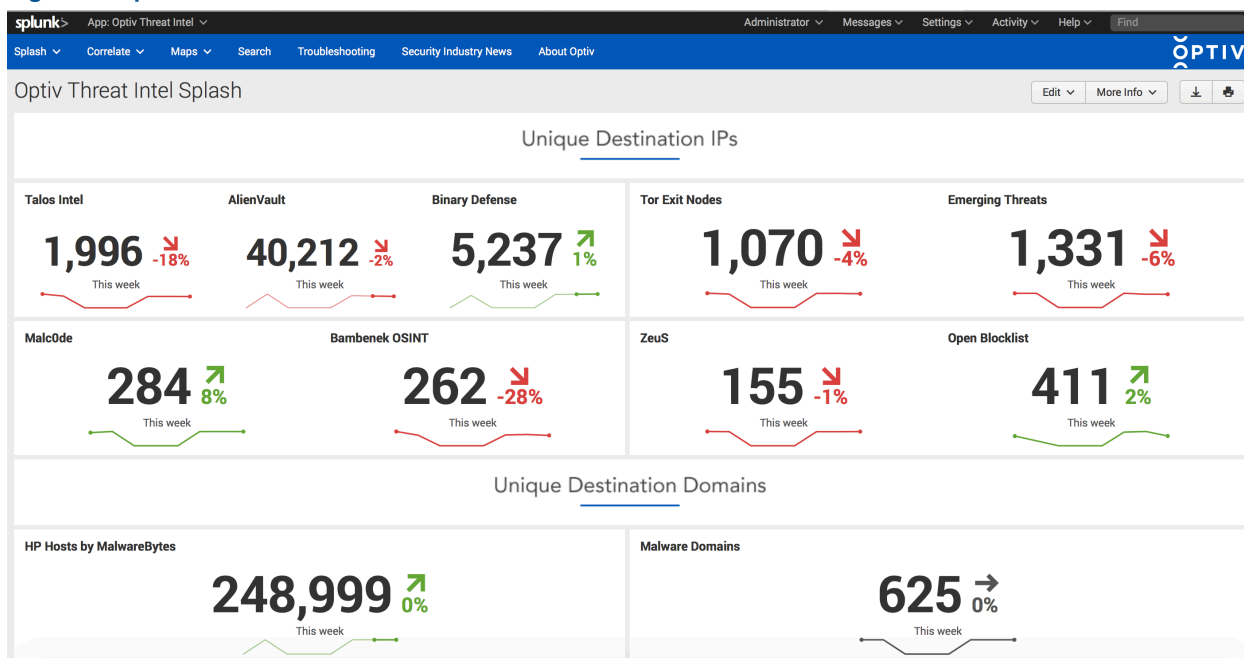 splunk> App: Optiv Threat Intel Administrator Messages Settings Activity Help Find
Splash Correlate Maps Search Troubleshooting Security Industry News About Optiv OPTIV
Optiv Threat Intel Splash Edit More Info
Unique Destination IPs
Talos Intel AlienVault Binary Defense Tor Exit Nodes Emerging Threats
1,996 -18% 40,212 -2% 5,237 1% 1,070 -4% 1,331 -6%
This week This week This week This week This week
Malc0de Bambenek OSINT ZeuS Open Blocklist
284 8% 262 -28% 155 -1% 411 2%
This week This week This week This week
Unique Destination Domains
HP Hosts by MalwareBytes Malware Domains
248,999 0% 625 0%
This week This week